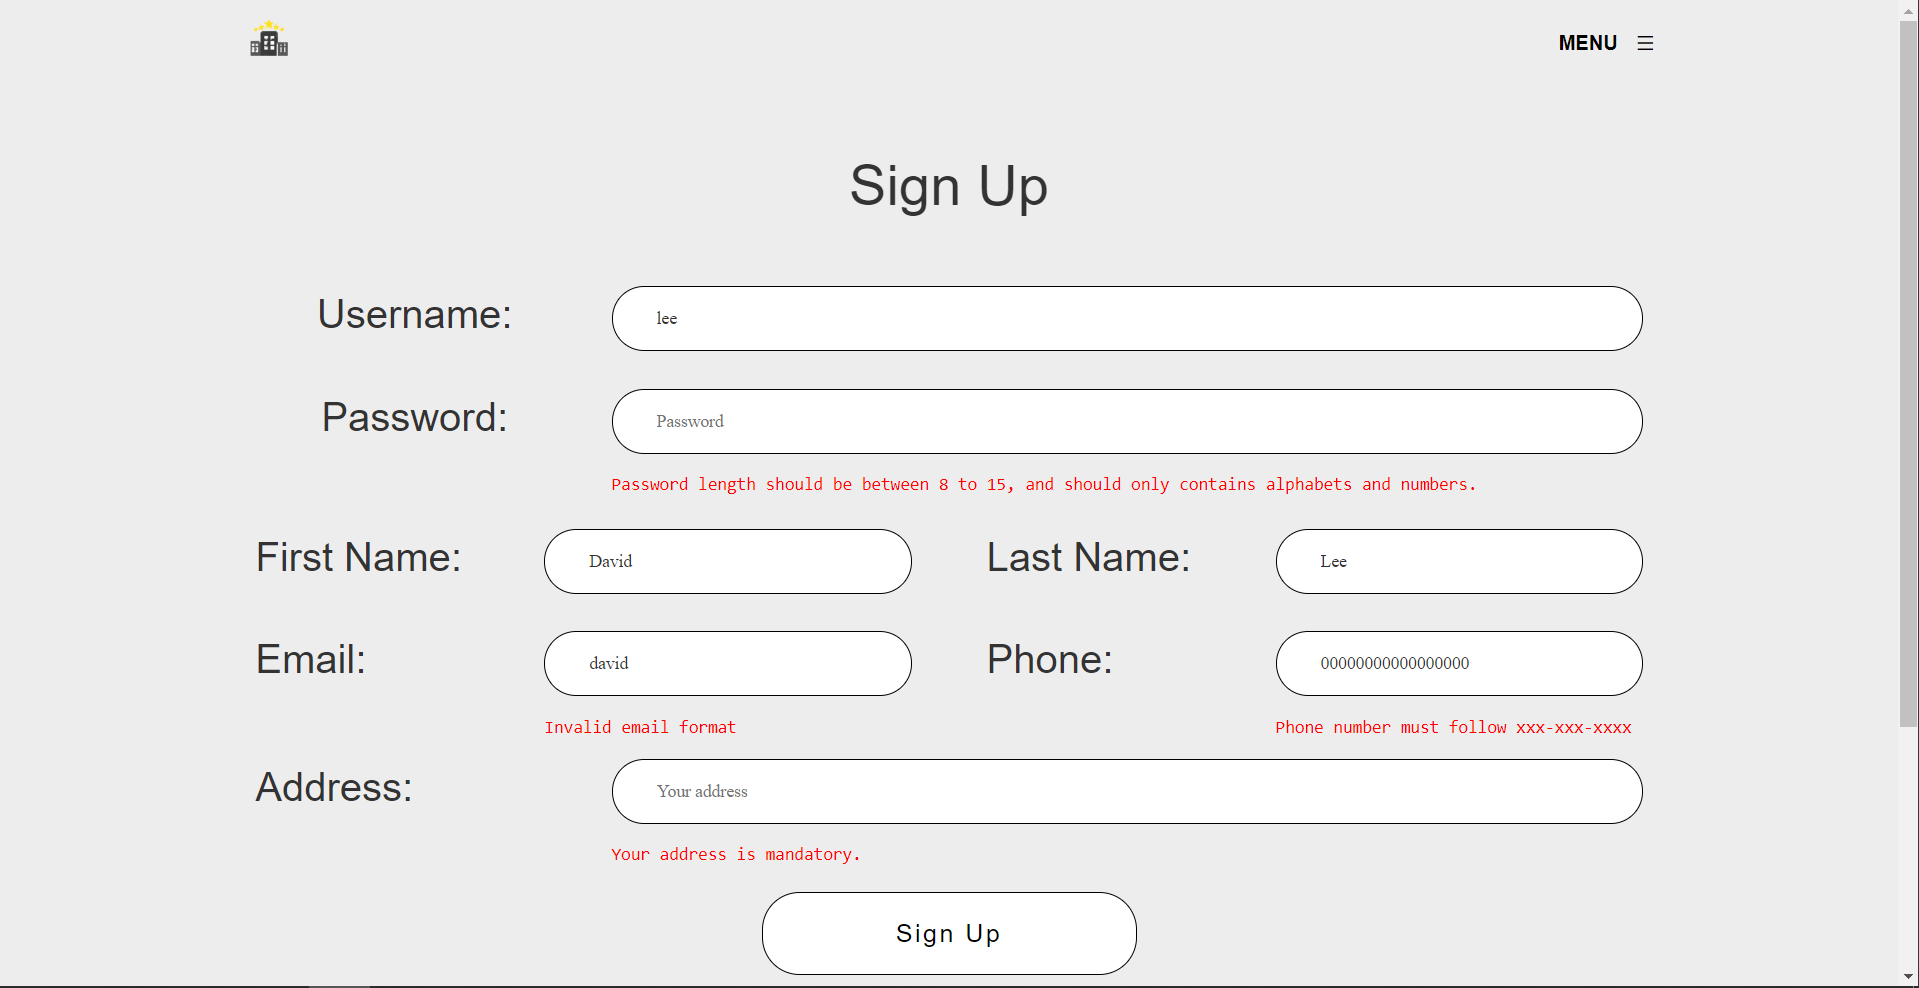 MENU
Sign Up
Username:
lee
Password:
Password
Password length should be between 8 to 15, and should only contains alphabets and numbers.
First Name:
David
Last Name:
Lee
Email:
david
Phone:
00000000000000000
Invalid email format
Phone number must follow xxx-xxx-xxxx
Address:
Your address
Your address is mandatory.
Sign Up